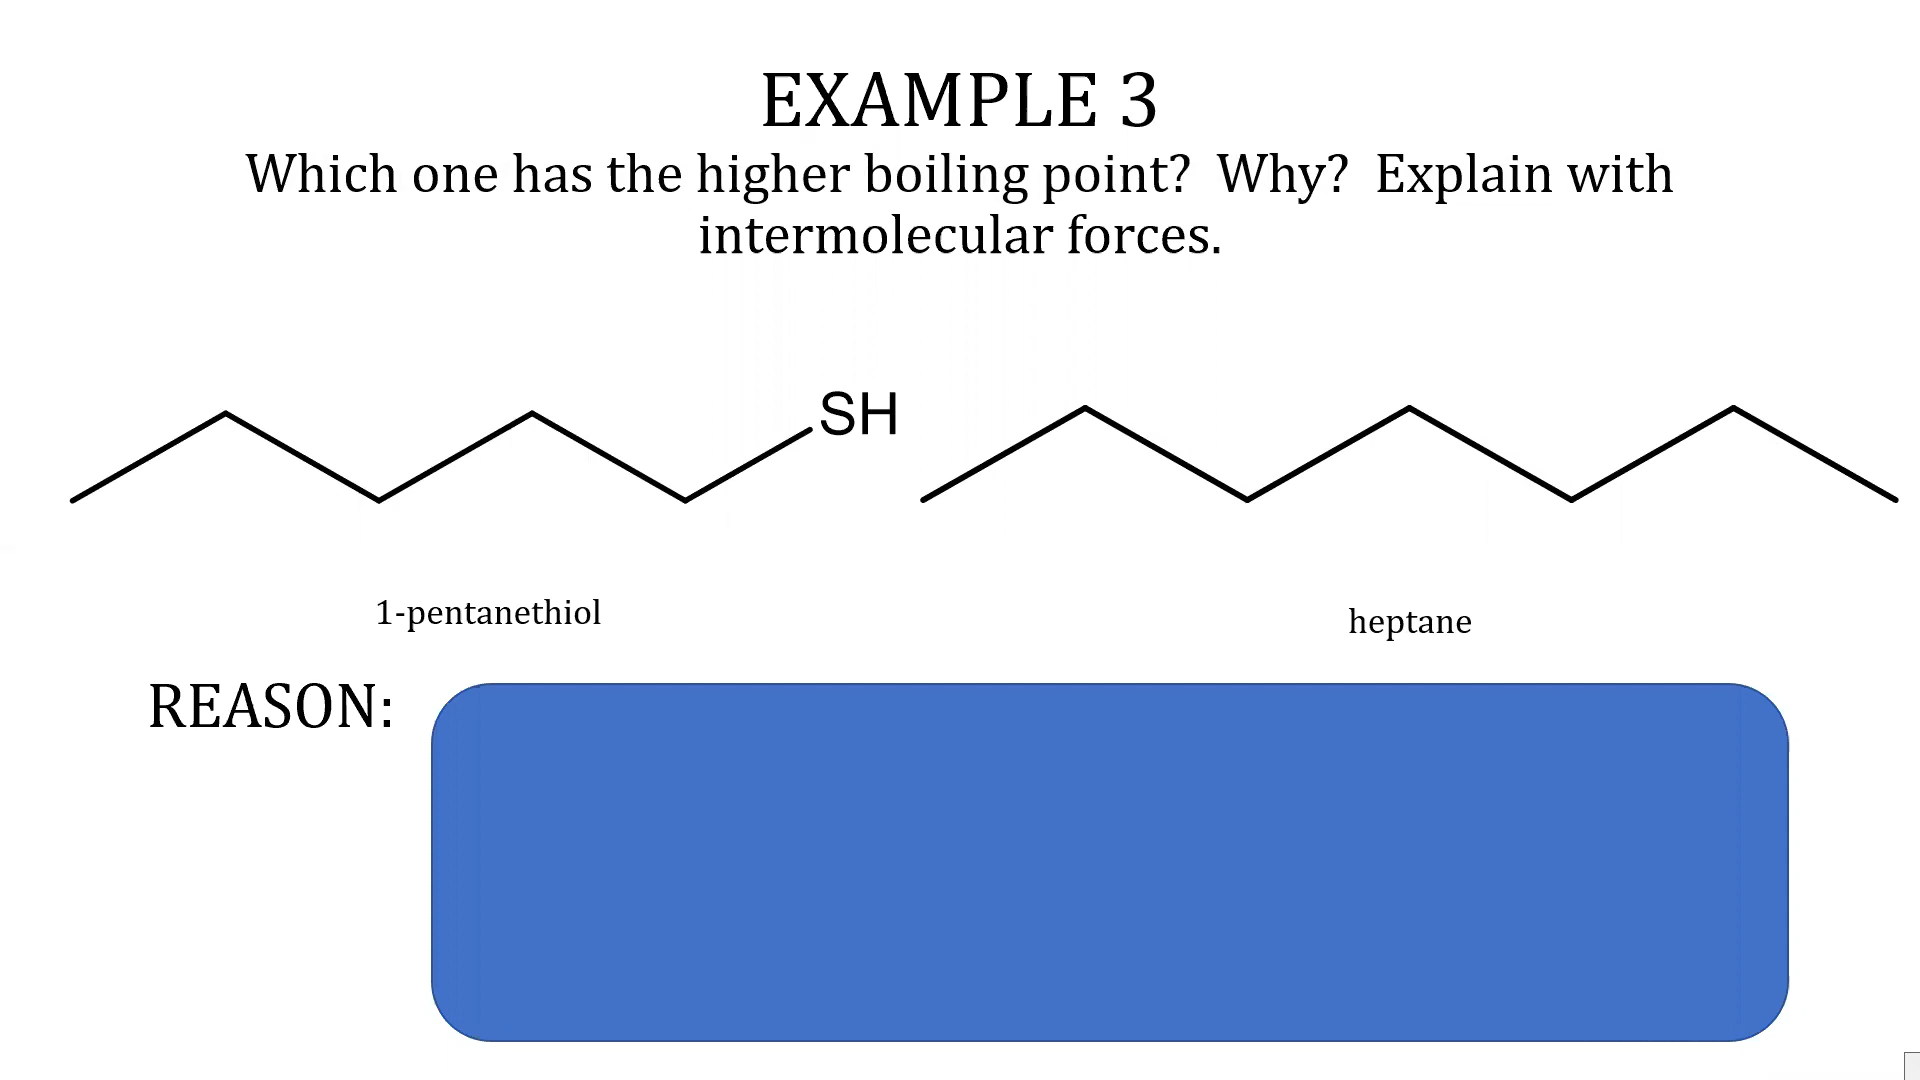 EXAMPLE 3
Which one has the higher boiling point? Why? Explain with
intermolecular forces.
SH
1-pentanethiol
heptane
REASON: